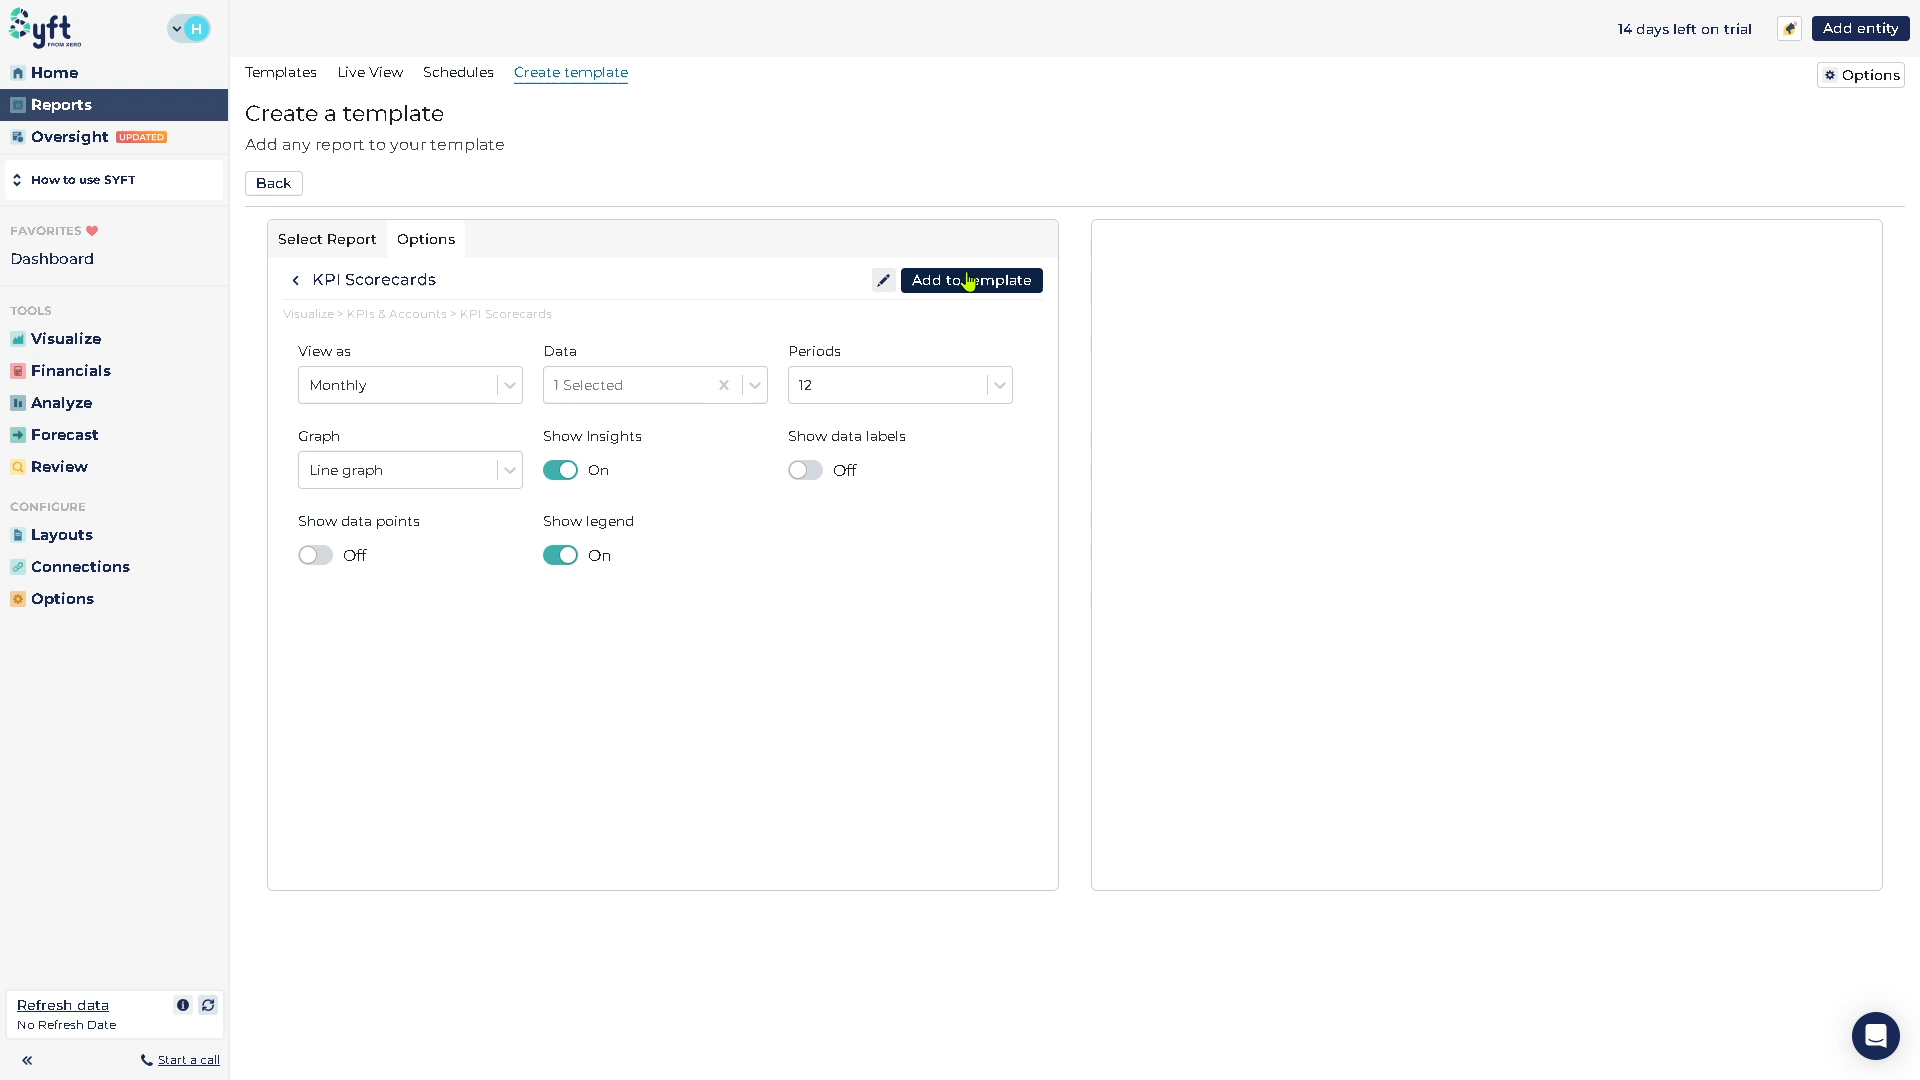 Syft
FROM XERO
H
14 days left on trial
Add entity
Home
Reports
Oversight UPDATED
How to use SYFT
FAVORITES
Dashboard
TOOLS
Visualize
Financials
Analyze
Forecast
Review
CONFIGURE
Layouts
Connections
Options
Refresh data
No Refresh Date
Start a call
Templates Live View Schedules Create template
Options
Create a template
Add any report to your template
Back
Select Report Options
KPI Scorecards
Add to template
Visualize > KPIs & Accounts > KPI Scorecards
View as Data Periods
Monthly 1 Selected 12
Graph Show Insights Show data labels
Line graph On Off
Show data points Show legend
Off On